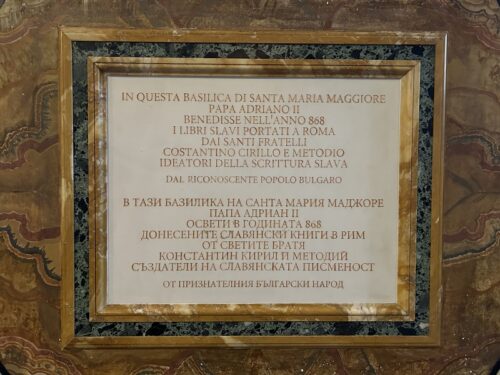 IN QUESTA BASILICA DI SANTA MARIA MAGGIORE
PAPA ADRIANO II
BENEDISSE NELL'ANNO 868
I LIBRI SLAVI PORTATI A ROMA
DAI SANTI FRATELLI
COSTANTINO CIRILLO E METODIO
IDEATORI DELLA SCRITTURA SLAVA
DAL RICONOSCENTE POPOLO BULGARO
В ТАЗИ БАЗИЛИКА НА САНТА МАРИЯ МАДЖОРЕ
ПАПА АДРИАН II
ОСВЕТИ В ГОДИНАТА 868
ДОНЕСЕНИТЕ СЛАВЯНСКИ КНИГИ В РИМ
ОТ СВЕТИТЕ БРАТЯ
КОНСТАНТИН КИРИЛ И МЕТОДИЙ
СЪЗДАТЕЛИ НА СЛАВЯНСКАТА ПИСМЕНОСТ
ОТ ПРИЗНАТЕЛНИЯ БЪЛГАРСКИ НАРОД